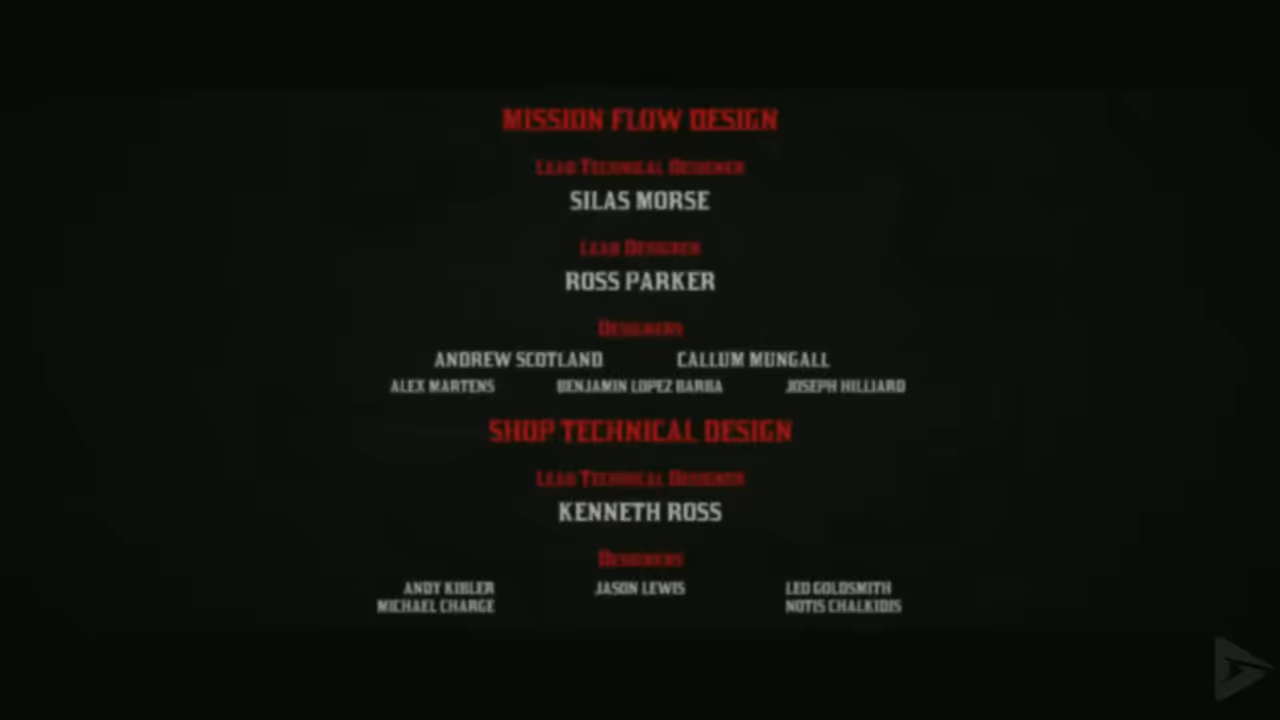 MISSION FLOW DESIGN
LEAD TECHNICAL DESIGNER
SILAS MORSE
LEAD DESIGNER
ROSS PARKER
DESIGNERS
ANDREW SCOTLAND CALLUM MUNGALL
ALEX MARTENS BENJAMIN LOPEZ BARBA JOSEPH HILLIARD
SHOP TECHNICAL DESIGN
LEAD TECHNICAL DESIGNER
KENNETH ROSS
DESIGNERS
ANDY KIBLER JASON LEWIS LEO GOLDSMITH
MICHAEL CHARGE NOTIS CHALKIDIS